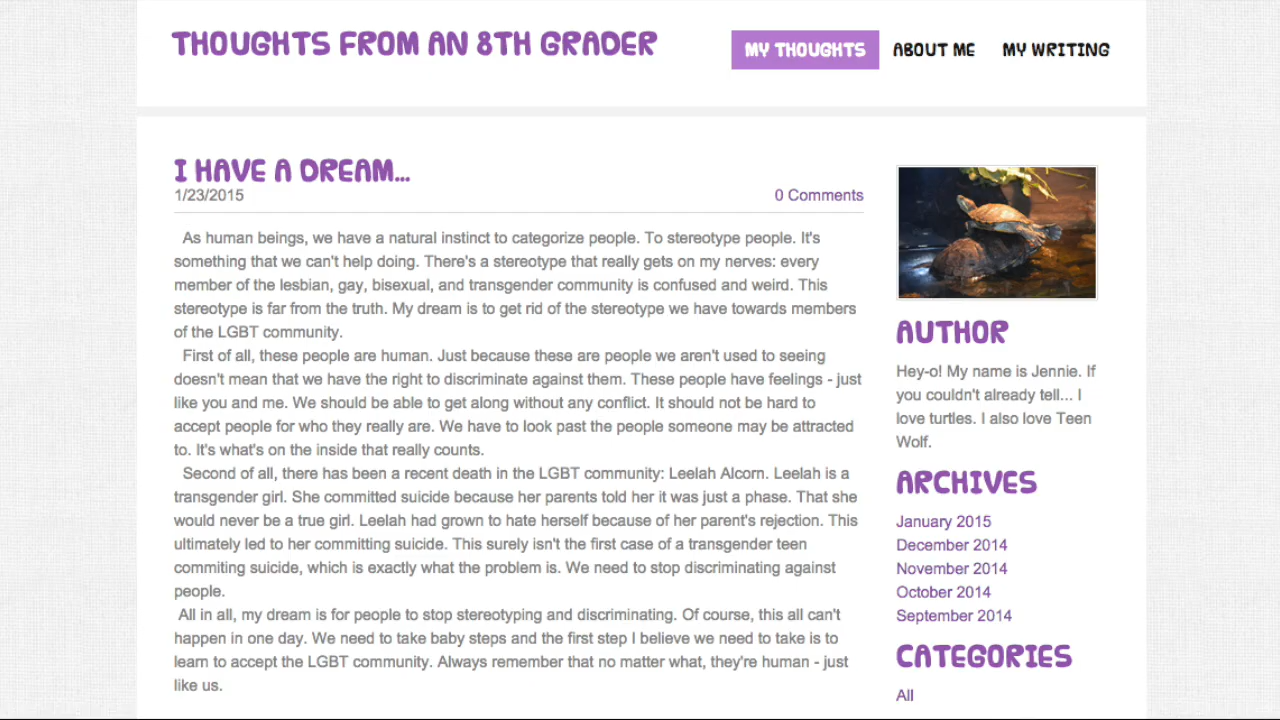 THOUGHTS FROM AN 8TH GRADER
MY THOUGHTS ABOUT ME MY WRITING
I HAVE A DREAM...
1/23/2015 0 Comments
As human beings, we have a natural instinct to categorize people. To stereotype people. It's
something that we can't help doing. There's a stereotype that really gets on my nerves: every
member of the lesbian, gay, bisexual, and transgender community is confused and weird. This
stereotype is far from the truth. My dream is to get rid of the stereotype we have towards members
of the LGBT community.
First of all, these people are human. Just because these are people we aren't used to seeing
doesn't mean that we have the right to discriminate against them. These people have feelings - just
like you and me. We should be able to get along without any conflict. It should not be hard to
accept people for who they really are. We have to look past the people someone may be attracted
to. It's what's on the inside that really counts.
Second of all, there has been a recent death in the LGBT community: Leelah Alcorn. Leelah is a
transgender girl. She committed suicide because her parents told her it was just a phase. That she
would never be a true girl. Leelah had grown to hate herself because of her parent's rejection. This
ultimately led to her committing suicide. This surely isn't the first case of a transgender teen
commiting suicide, which is exactly what the problem is. We need to stop discriminating against
people.
All in all, my dream is for people to stop stereotyping and discriminating. Of course, this all can't
happen in one day. We need to take baby steps and the first step I believe we need to take is to
learn to accept the LGBT community. Always remember that no matter what, they're human - just
like us.
AUTHOR
Hey-o! My name is Jennie. If
you couldn't already tell... I
love turtles. I also love Teen
Wolf.
ARCHIVES
January 2015
December 2014
November 2014
October 2014
September 2014
CATEGORIES
All